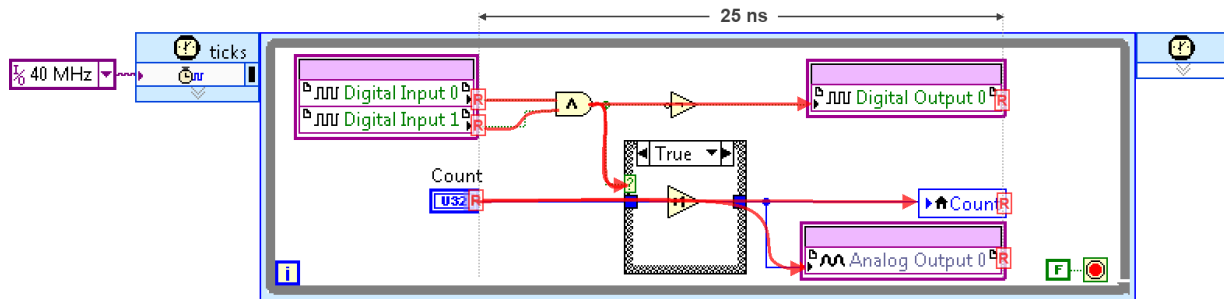 25 ns
ticks
I/O 40 MHz
Digital Input 0 R
Digital Input 1 R
Digital Output 0 R
True
?
Count
U32 R
+1
Count R
Analog Output 0 R
i
F